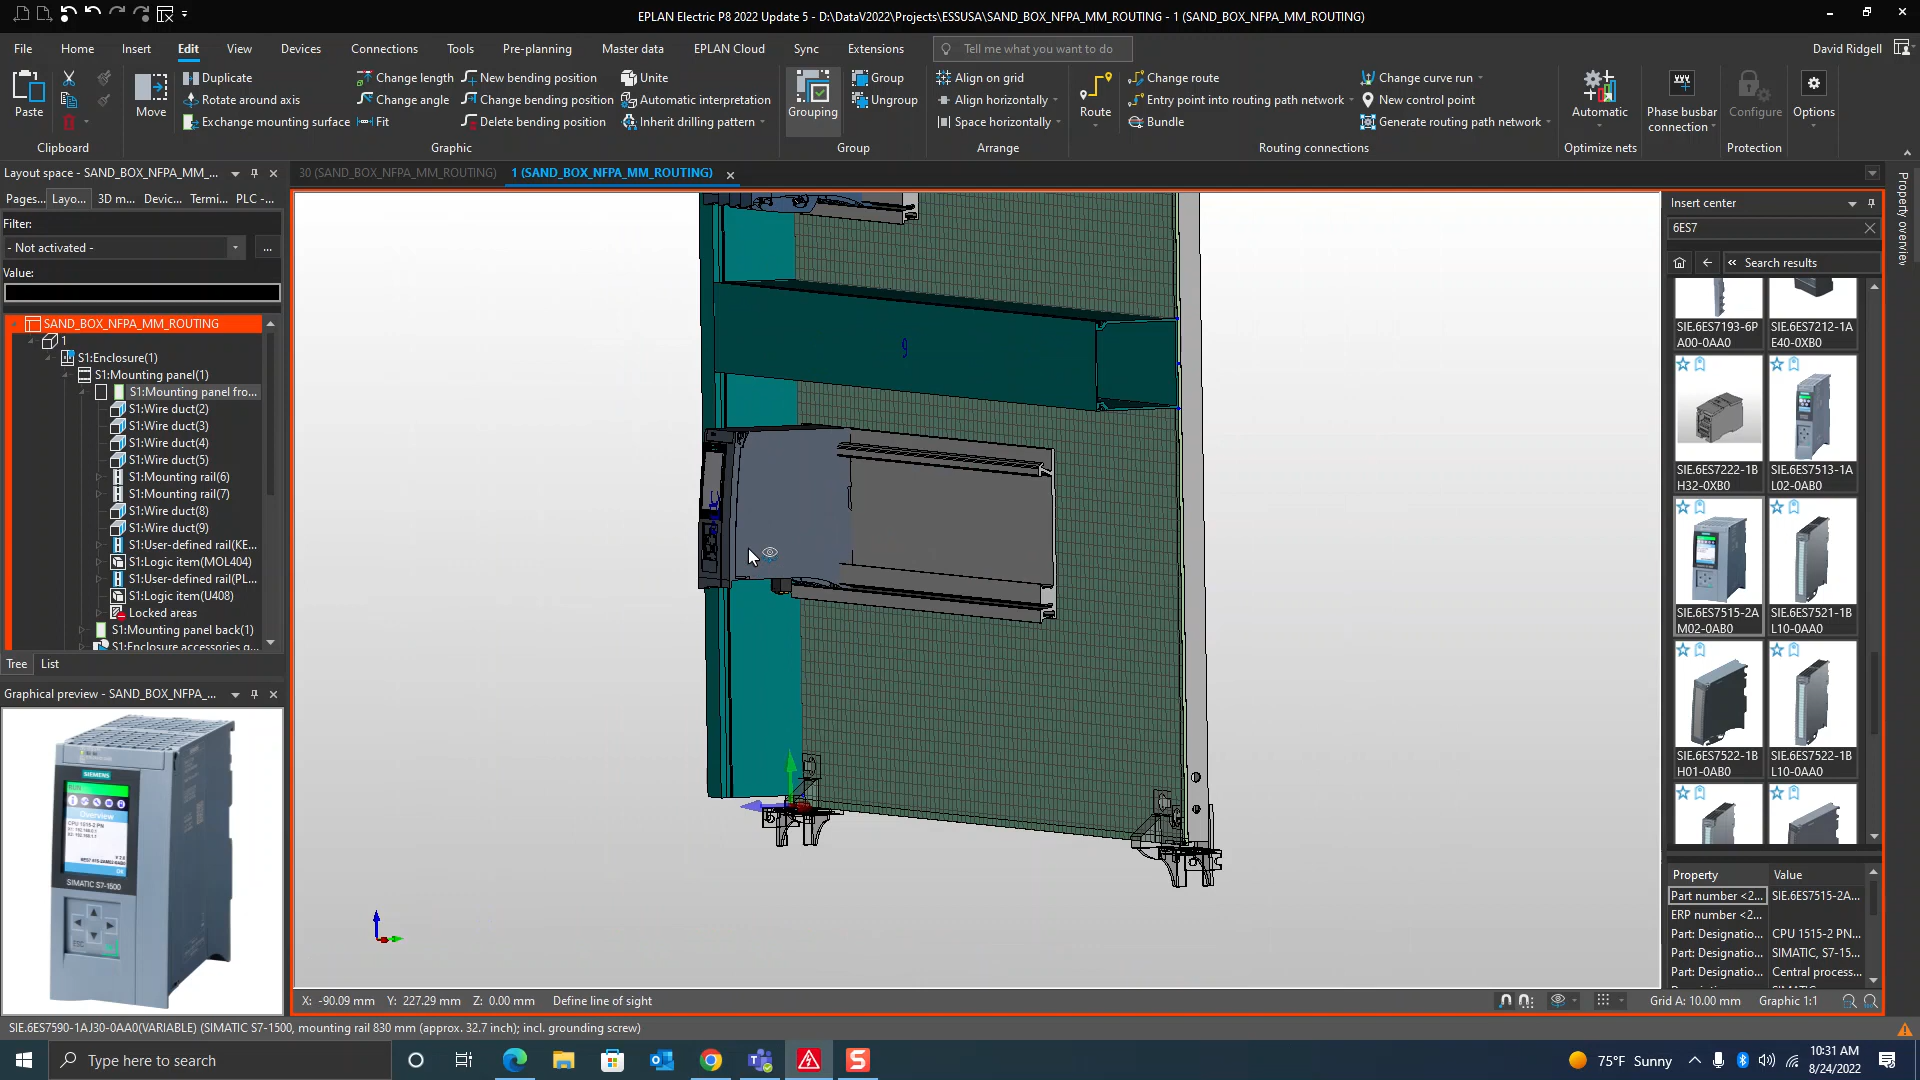 EPLAN Electric P8 2022 Update 5 - D:\DataV2022\Projects\ESSUSA\SAND_BOX_NFPA_MM_ROUTING - 1 (SAND_BOX_NFPA_MM_ROUTING)
File Home Insert Edit View Devices Connections Tools Pre-planning Master data EPLAN Cloud Sync Extensions Tell me what you want to do David Ridgell
Paste
Clipboard
Move
Duplicate
Rotate around axis
Exchange mounting surface
Change length
Change angle
Fit
New bending position
Change bending position
Delete bending position
Unite
Automatic interpretation
Inherit drilling pattern
Graphic
Grouping
Group
Ungroup
Group
Align on grid
Align horizontally
Space horizontally
Arrange
Route
Change route
Entry point into routing path network
Bundle
Change curve run
New control point
Generate routing path network
Routing connections
Automatic
Optimize nets
Phase busbar
connection
Configure
Protection
Options
Layout space - SAND_BOX_NFPA_MM_...
Pages... Layo... 3D m... Devic... Termi... PLC -...
Filter:
- Not activated -
...
Value:
SAND_BOX_NFPA_MM_ROUTING
1
S1:Enclosure(1)
S1:Mounting panel(1)
S1:Mounting panel fro...
S1:Wire duct(2)
S1:Wire duct(3)
S1:Wire duct(4)
S1:Wire duct(5)
S1:Mounting rail(6)
S1:Mounting rail(7)
S1:Wire duct(8)
S1:Wire duct(9)
S1:User-defined rail(KE...
S1:Logic item(MOL404)
S1:User-defined rail(PL...
S1:Logic item(U408)
Locked areas
S1:Mounting panel back(1)
S1:Enclosure accessories g...
Tree List
Graphical preview - SAND_BOX_NFPA_...
SIEMENS
RUN
Overview
CPU 1515-2 PN
SIMATIC S7-1500
30 (SAND_BOX_NFPA_MM_ROUTING) 1 (SAND_BOX_NFPA_MM_ROUTING)
9
X: -90.09 mm Y: 227.29 mm Z: 0.00 mm Define line of sight
Grid A: 10.00 mm Graphic 1:1
Insert center
6ES7
« Search results
SIE.6ES7193-6P
AA00-0AA0
SIE.6ES7212-1A
E40-0XB0
SIE.6ES7222-1B
H32-0XB0
SIE.6ES7513-1A
L02-0AB0
SIE.6ES7515-2A
M02-0AB0
SIE.6ES7521-1B
L10-0AA0
SIE.6ES7522-1B
H01-0AB0
SIE.6ES7522-1B
L10-0AA0
Property Value
Part number <2... SIE.6ES7515-2A...
ERP number <2...
Part: Designatio... CPU 1515-2 PN...
Part: Designatio... SIMATIC, S7-15...
Part: Designatio... Central process...
Property overview
SIE.6ES7590-1AJ30-0AA0(VARIABLE) (SIMATIC S7-1500, mounting rail 830 mm (approx. 32.7 inch); incl. grounding screw)
Type here to search
75°F Sunny
10:31 AM
8/24/2022